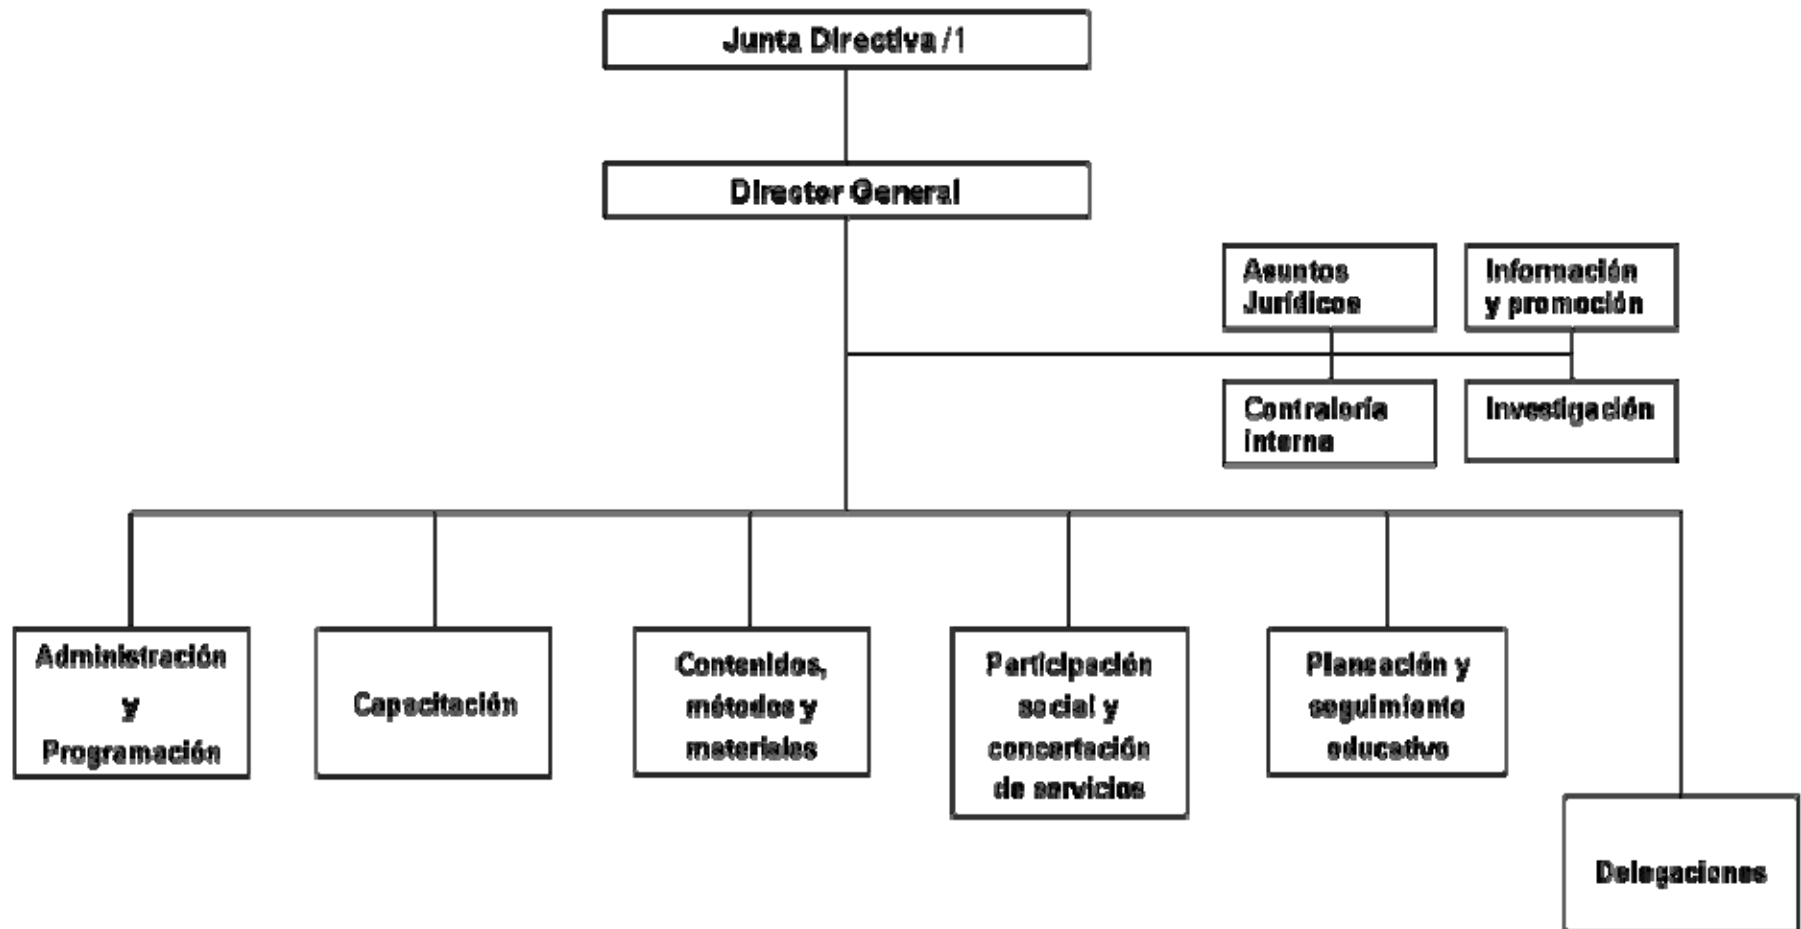 Junta Directiva /1
Director General
Asuntos
Jurídicos
Información
y promoción
Contraloría
interna
Investigación
Administración
y
Programación
Capacitación
Contenidos,
métodos y
materiales
Participación
social y
concertación
de servicios
Planeación y
seguimiento
educativo
Delegaciones